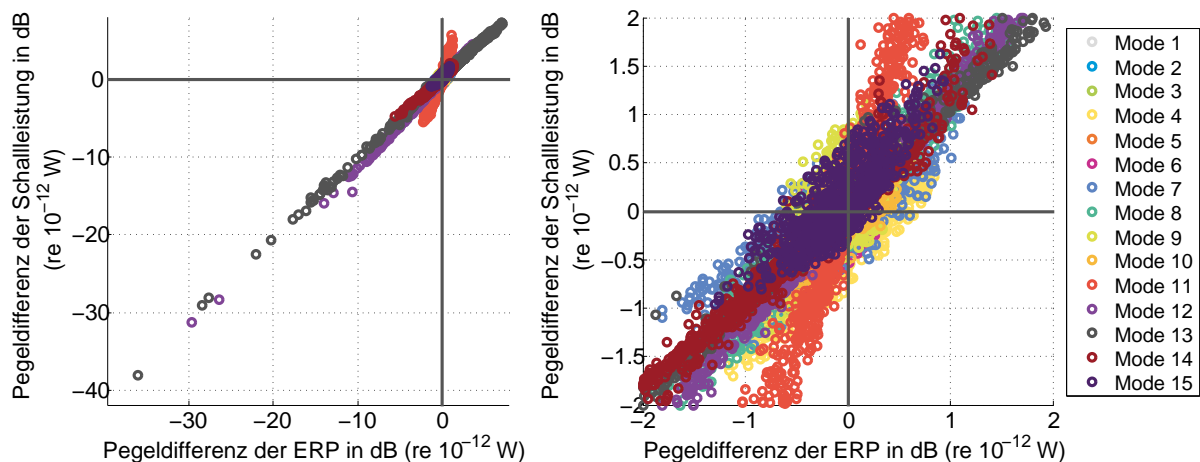 Pegeldifferenz der Schallleistung in dB
(re 10⁻¹² W)
0
−10
−20
−30
−40
−30
−20
−10
0
Pegeldifferenz der ERP in dB (re 10⁻¹² W)
Pegeldifferenz der Schallleistung in dB
(re 10⁻¹² W)
2
1.5
1
0.5
0
−0.5
−1
−1.5
−2
−2
−1
0
1
2
Pegeldifferenz der ERP in dB (re 10⁻¹² W)
Mode 1
Mode 2
Mode 3
Mode 4
Mode 5
Mode 6
Mode 7
Mode 8
Mode 9
Mode 10
Mode 11
Mode 12
Mode 13
Mode 14
Mode 15